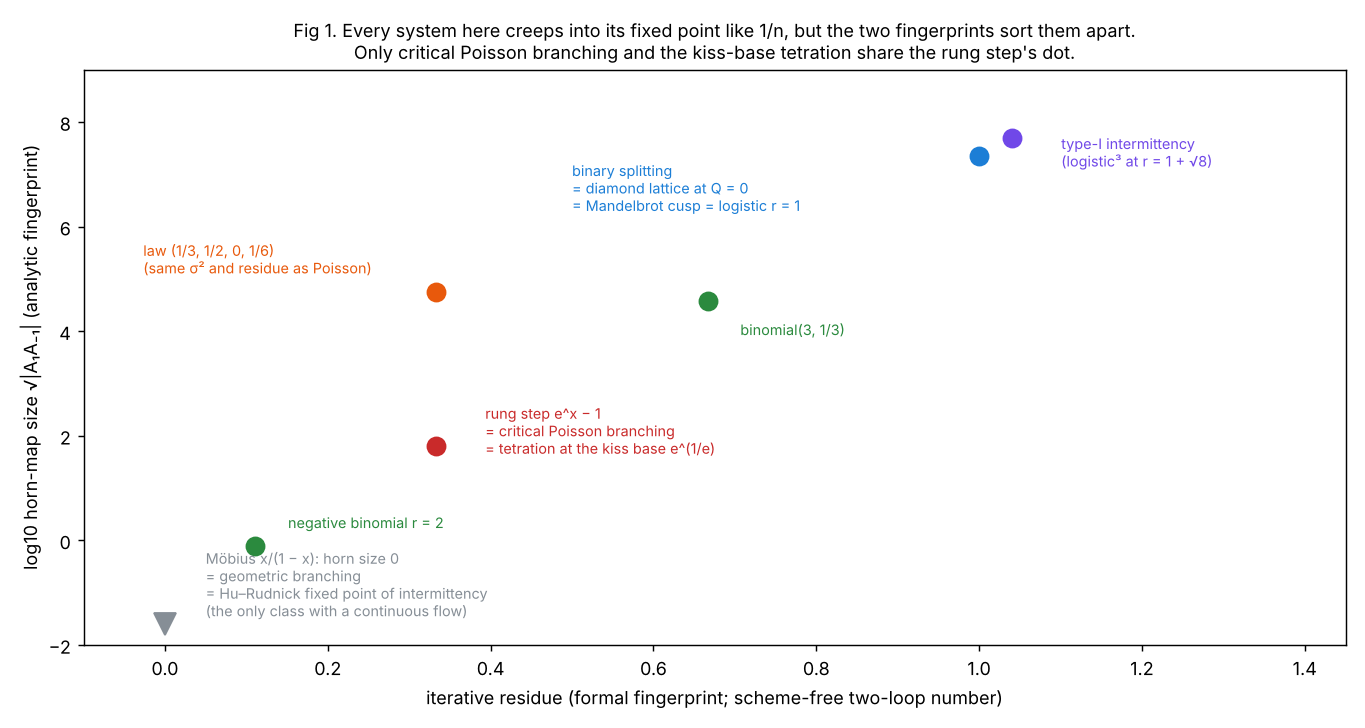 Fig 1. Every system here creeps into its fixed point like 1/n, but the two fingerprints sort them apart.
Only critical Poisson branching and the kiss-base tetration share the rung step's dot.
log10 horn-map size √|A₁A₋₁| (analytic fingerprint)
8
6
4
2
0
−2
type-I intermittency
(logistic³ at r = 1 + √8)
binary splitting
= diamond lattice at Q = 0
= Mandelbrot cusp = logistic r = 1
law (1/3, 1/2, 0, 1/6)
(same σ² and residue as Poisson)
binomial(3, 1/3)
rung step e^x − 1
= critical Poisson branching
= tetration at the kiss base e^(1/e)
negative binomial r = 2
Möbius x/(1 − x): horn size 0
= geometric branching
= Hu–Rudnick fixed point of intermittency
(the only class with a continuous flow)
0.0 0.2 0.4 0.6 0.8 1.0 1.2 1.4
iterative residue (formal fingerprint; scheme-free two-loop number)